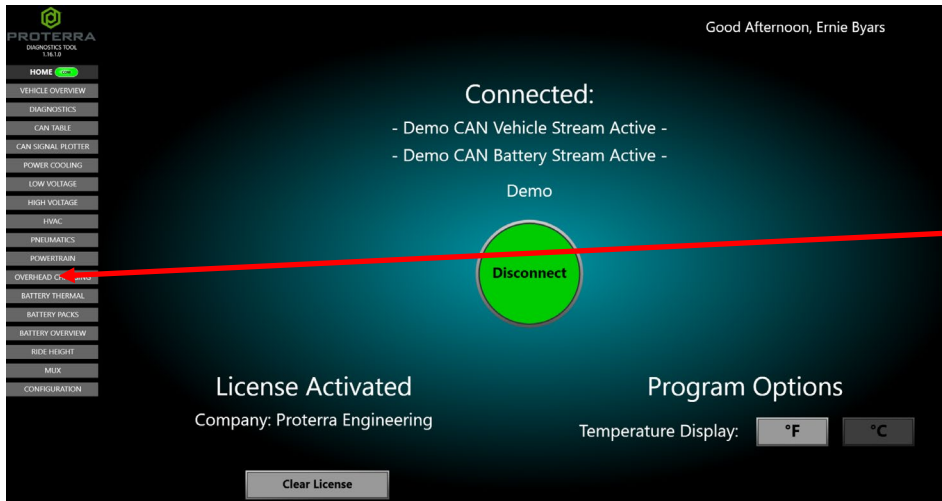 PROTERRA
DIAGNOSTICS TOOL
1.16.1.0
Good Afternoon, Ernie Byars
HOME
VEHICLE OVERVIEW
DIAGNOSTICS
CAN TABLE
CAN SIGNAL PLOTTER
POWER COOLING
LOW VOLTAGE
HIGH VOLTAGE
HVAC
PNEUMATICS
POWERTRAIN
OVERHEAD
BATTERY THERMAL
BATTERY PACKS
BATTERY OVERVIEW
RIDE HEIGHT
MUX
CONFIGURATION
Connected:
- Demo CAN Vehicle Stream Active -
- Demo CAN Battery Stream Active -
Demo
Disconnect
License Activated
Company: Proterra Engineering
Clear License
Program Options
Temperature Display: °F °C